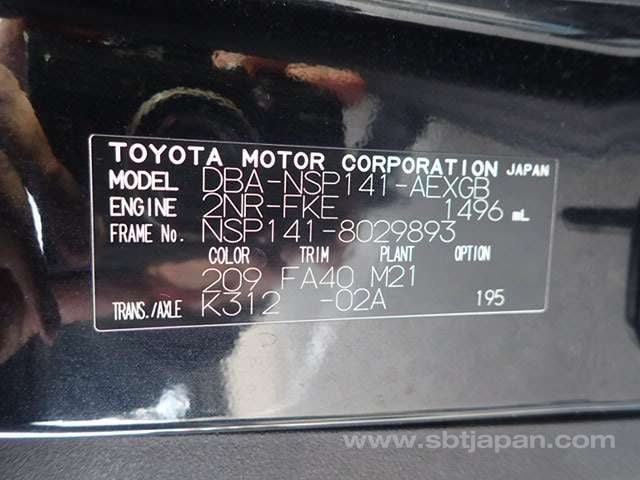 TOYOTA MOTOR CORPORATION JAPAN
MODEL DBA-NSP141-AEXGB
ENGINE 2NR-FKE 1496 mL
FRAME No. NSP141-8029893
COLOR TRIM PLANT OPTION
209 FA40 M21
TRANS./AXLE K312 -02A 195
www.sbtjapan.com